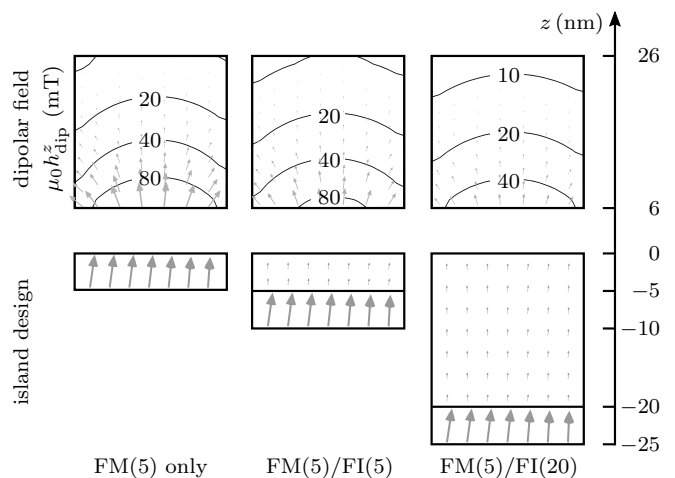 z (nm)
dipolar field
μ₀h^z_dip (mT)
20
40
80
20
40
80
10
20
40
26
6
0
−5
−10
−20
−25
island design
FM(5) only
FM(5)/FI(5)
FM(5)/FI(20)